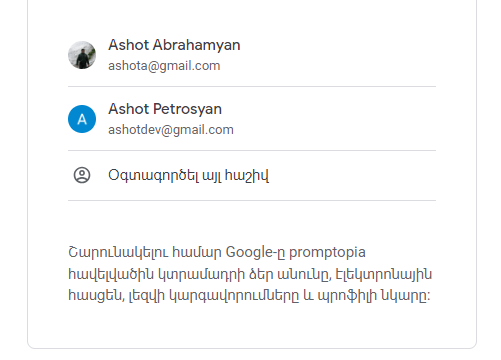 Ashot Abrahamyan
ashota@gmail.com
A
Ashot Petrosyan
ashotdev@gmail.com
Օգտագործել այլ հաշիվ
Շարունակելու համար Google-ը promptopia
հավելվածին կտրամադրի ձեր անունը, էլեկտրոնային
հասցեն, լեզվի կարգավորումները և պրոֆիլի նկարը։